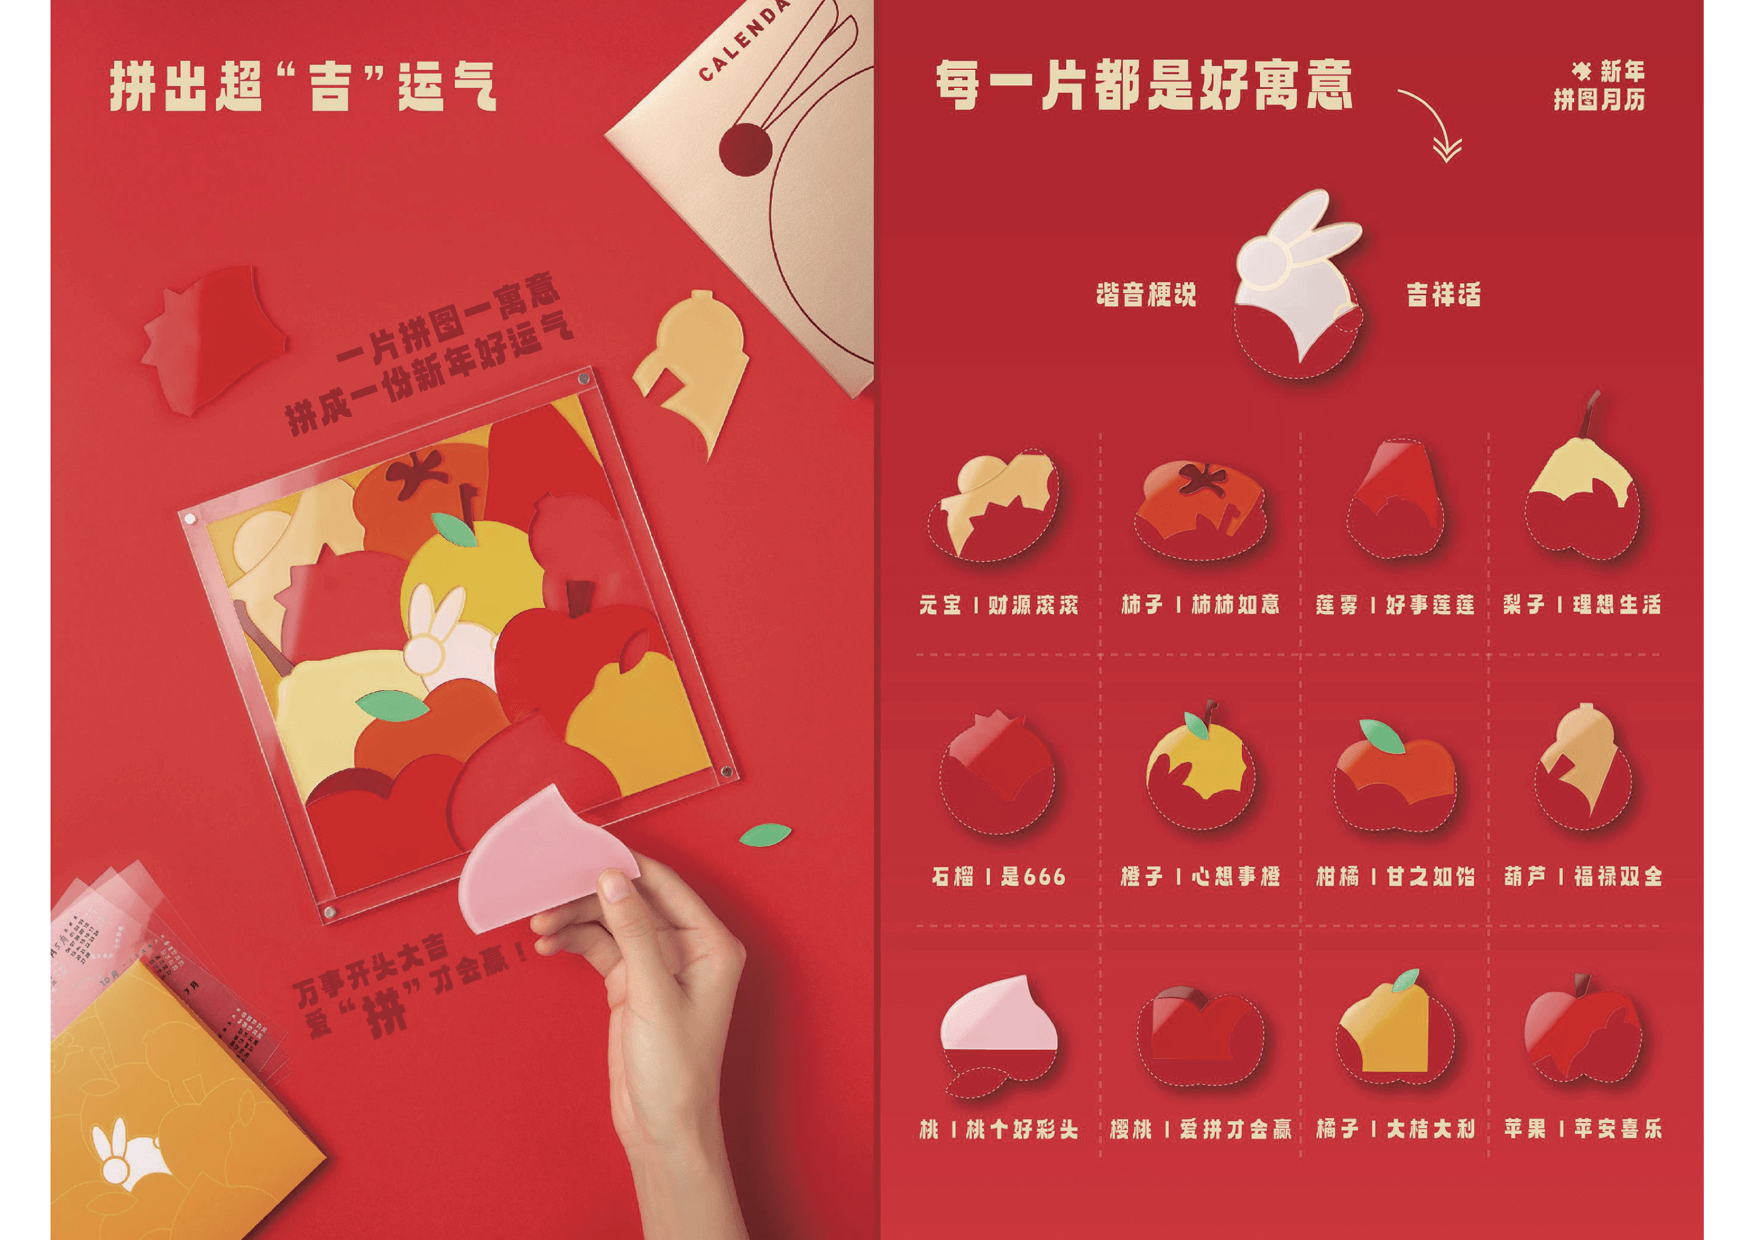 拼出超“吉”运气
CALENDA
一片拼图一寓意
拼成一份新年好运气
万事开头大吉
爱“拼”才会赢！
10月
每一片都是好寓意
新年
拼图月历
谐音梗说
吉祥话
元宝 | 财源滚滚
柿子 | 柿柿如意
莲雾 | 好事莲莲
梨子 | 理想生活
石榴 | 是666
橙子 | 心想事橙
柑橘 | 甘之如饴
葫芦 | 福禄双全
桃 | 桃个好彩头
樱桃 | 爱拼才会赢
橘子 | 大桔大利
苹果 | 苹安喜乐